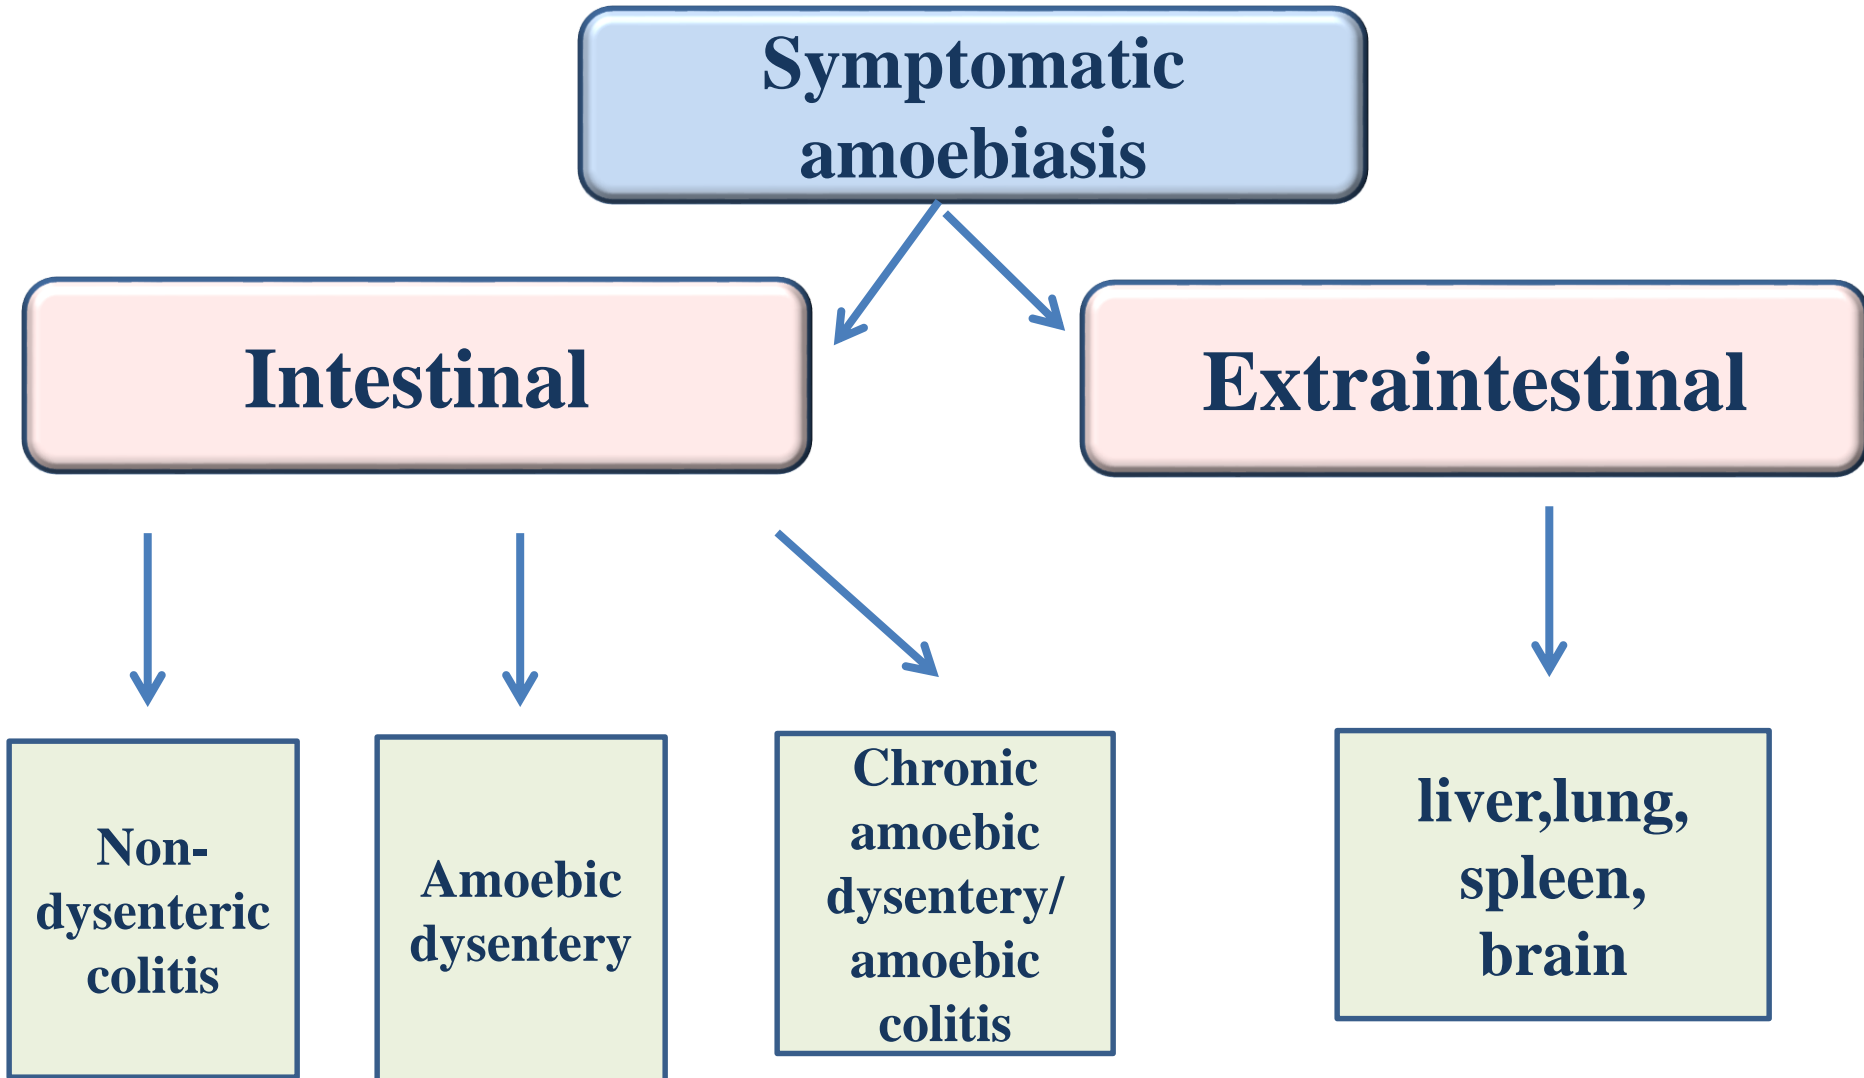 Symptomatic
amoebiasis
Intestinal
Extraintestinal
Non-
dysenteric
colitis
Amoebic
dysentery
Chronic
amoebic
dysentery/
amoebic
colitis
liver,lung,
spleen,
brain